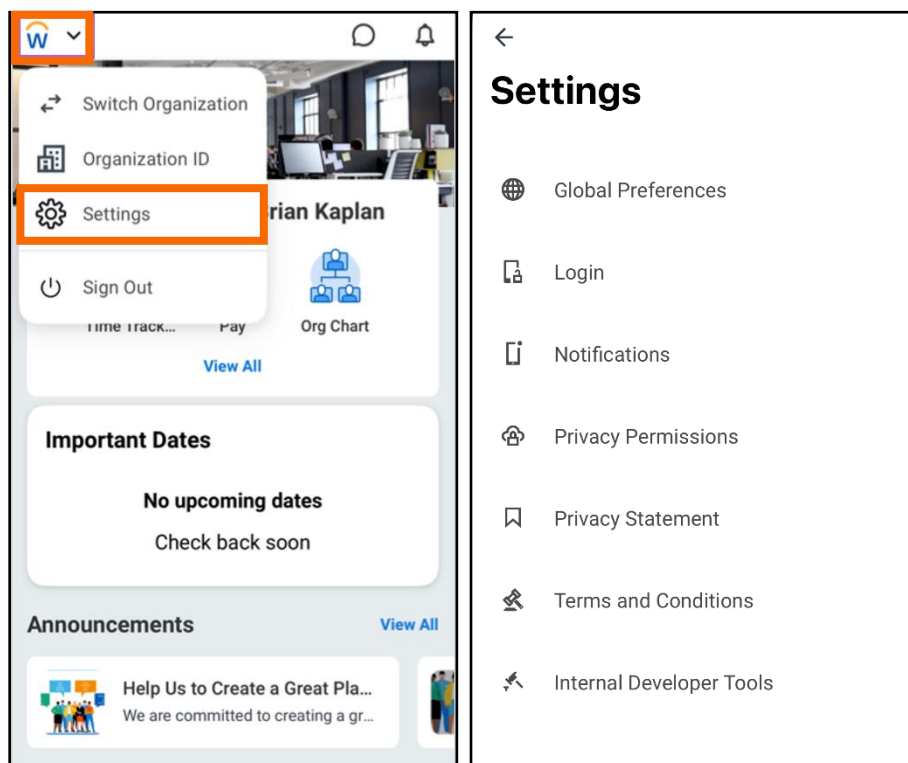 W
Switch Organization
Organization ID
Settings
rian Kaplan
Sign Out
Time Track...
Pay
Org Chart
View All
Important Dates
No upcoming dates
Check back soon
Announcements
View All
Help Us to Create a Great Pla...
We are committed to creating a gr...
Settings
Global Preferences
Login
Notifications
Privacy Permissions
Privacy Statement
Terms and Conditions
Internal Developer Tools